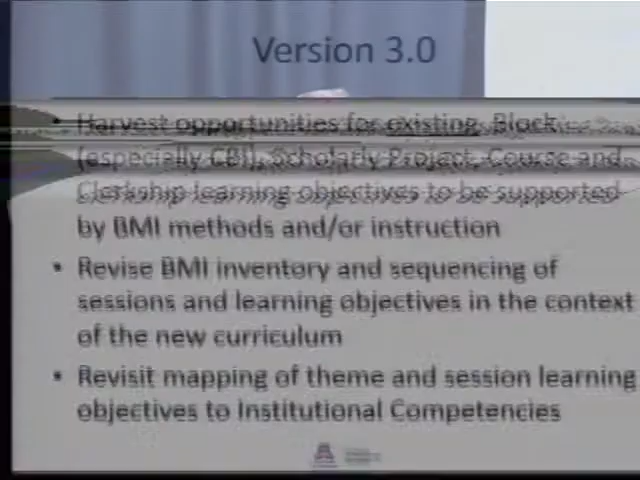 Version 3.0
• Harvest opportunities for existing Block
(especially CBI), Scholarly Project, Course and
Clerkship learning objectives to be supported
by BMI methods and/or instruction
• Revise BMI inventory and sequencing of
sessions and learning objectives in the context
of the new curriculum
• Revisit mapping of theme and session learning
objectives to Institutional Competencies